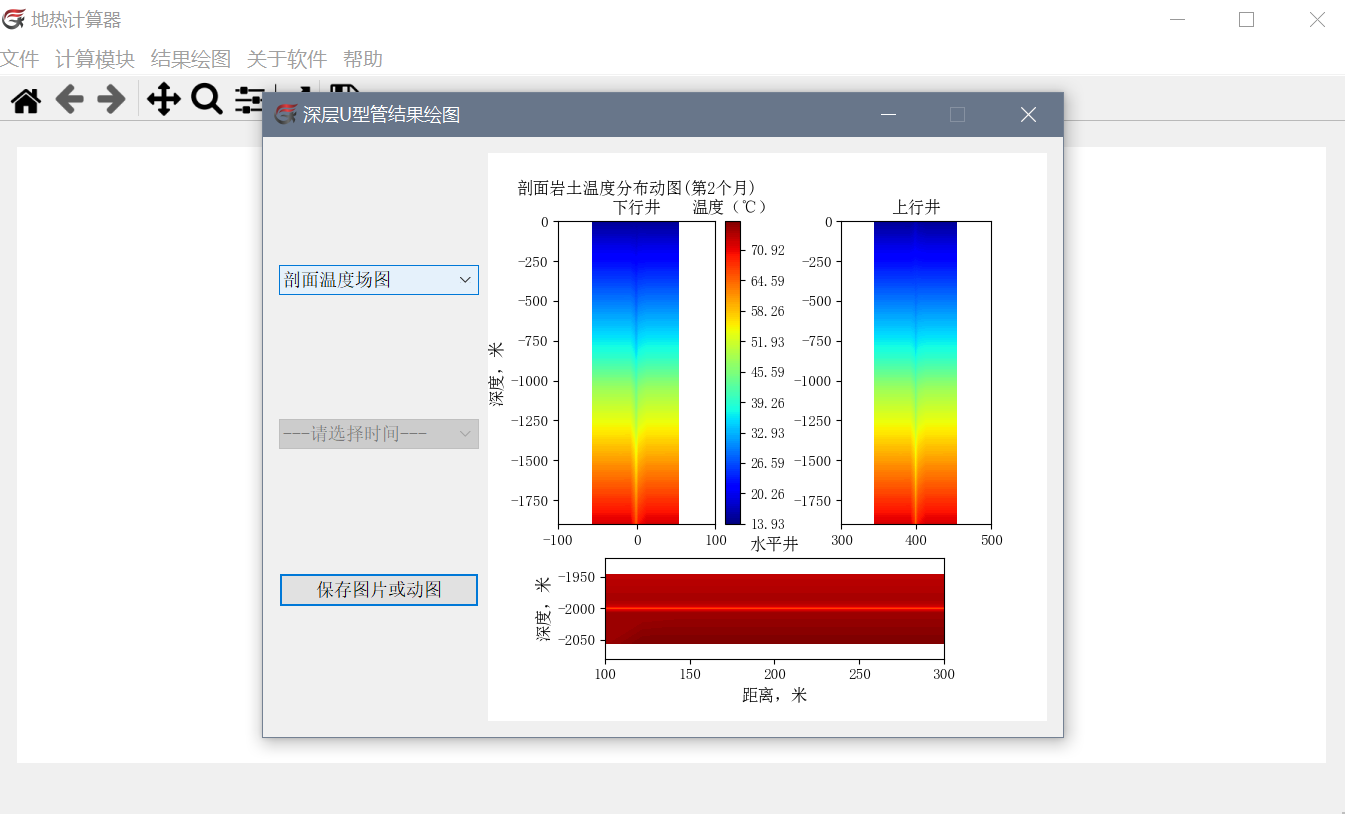 地热计算器
文件 计算模块 结果绘图 关于软件 帮助
深层U型管结果绘图
剖面温度场图
---请选择时间---
保存图片或动图
剖面岩土温度分布动图(第2个月)
下行井
温度（℃）
上行井
深度，米
0
-250
-500
-750
-1000
-1250
-1500
-1750
-100 0 100
70.92
64.59
58.26
51.93
45.59
39.26
32.93
26.59
20.26
13.93
0
-250
-500
-750
-1000
-1250
-1500
-1750
300 400 500
水平井
深度，米
-1950
-2000
-2050
100 150 200 250 300
距离，米